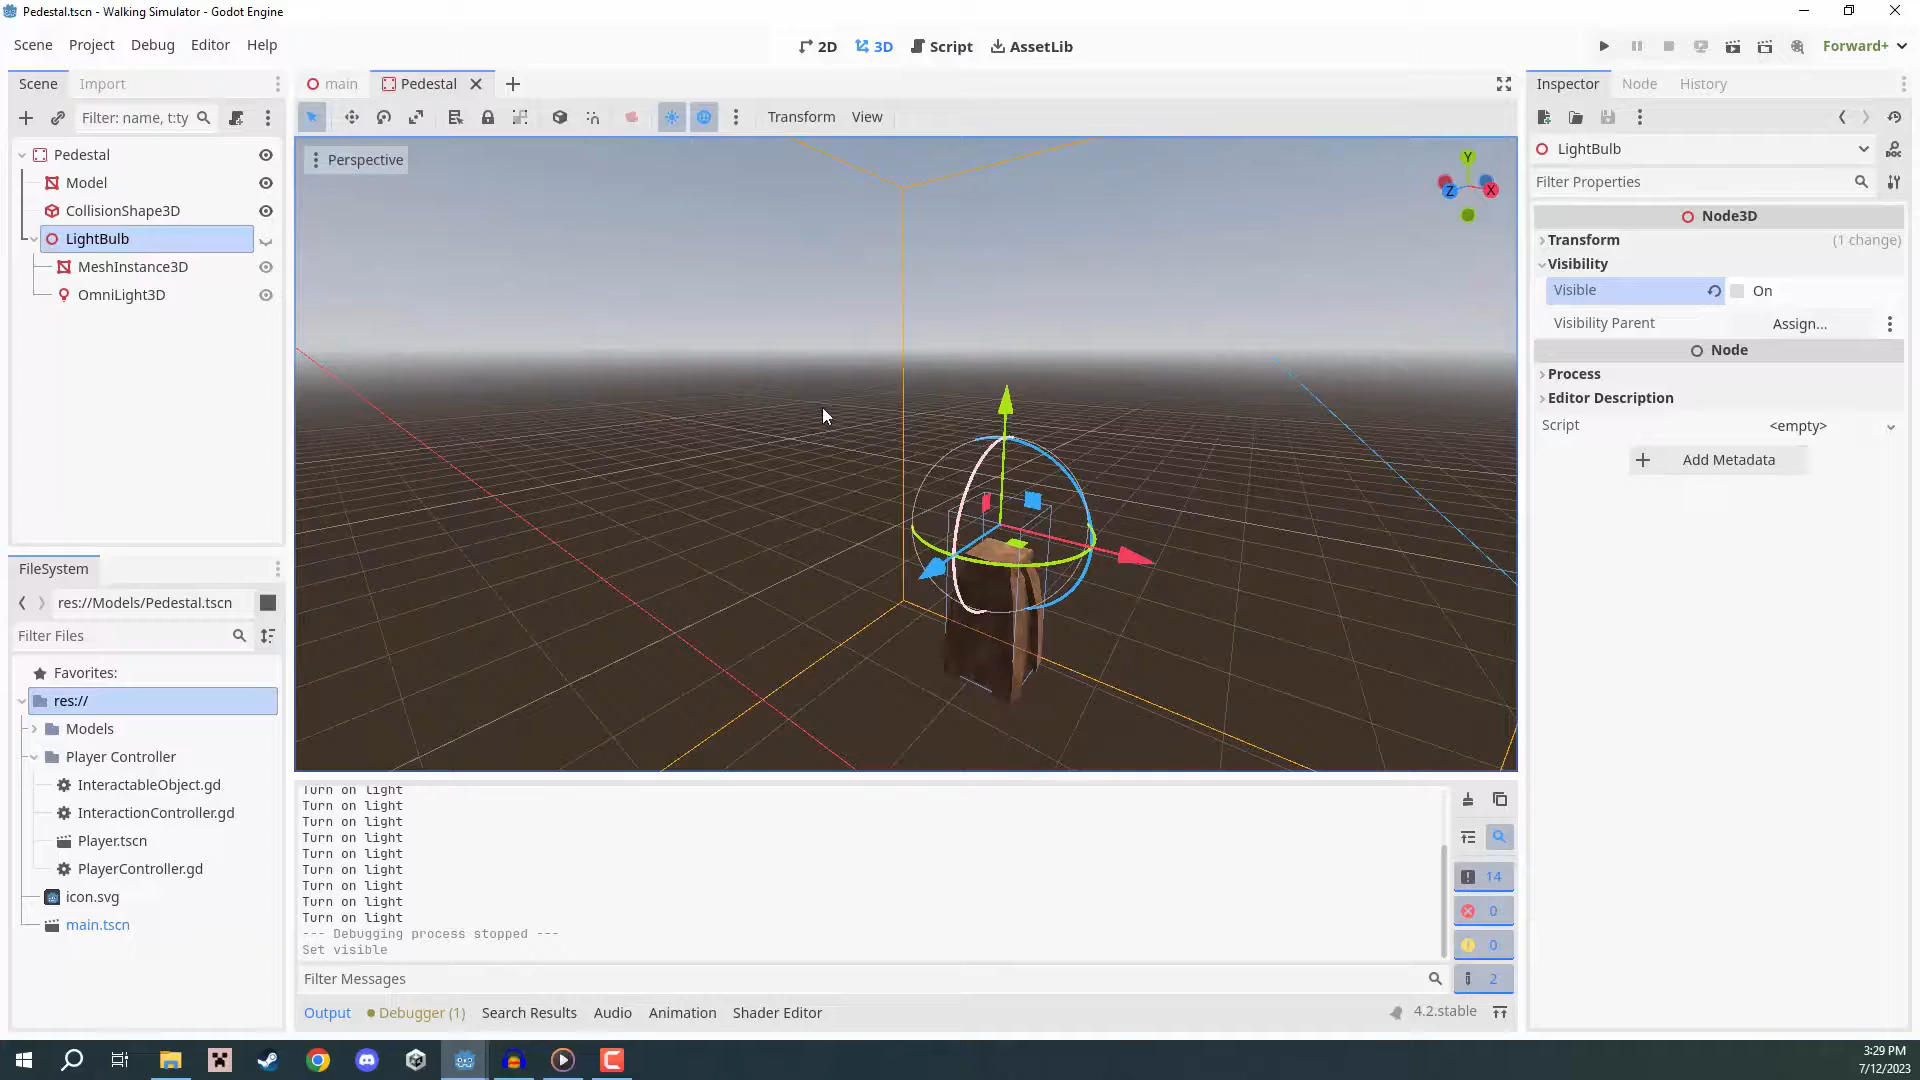 Pedestal.tscn - Walking Simulator - Godot Engine
Scene Project Debug Editor Help
2D 3D Script AssetLib
Forward+
Scene Import
main Pedestal
Inspector Node History
Filter: name, t:ty
Transform View
Pedestal
Model
CollisionShape3D
LightBulb
MeshInstance3D
OmniLight3D
Perspective
Y
Z X
LightBulb
Filter Properties
Node3D
Transform (1 change)
Visibility
Visible On
Visibility Parent Assign...
Node
Process
Editor Description
Script <empty>
Add Metadata
FileSystem
res://Models/Pedestal.tscn
Filter Files
Favorites:
res://
Models
Player Controller
InteractableObject.gd
InteractionController.gd
Player.tscn
PlayerController.gd
icon.svg
main.tscn
Turn on light
Turn on light
Turn on light
Turn on light
Turn on light
Turn on light
Turn on light
Turn on light
Turn on light
--- Debugging process stopped ---
Set visible
14
0
0
2
Filter Messages
Output Debugger (1) Search Results Audio Animation Shader Editor
4.2.stable
3:29 PM
7/12/2023